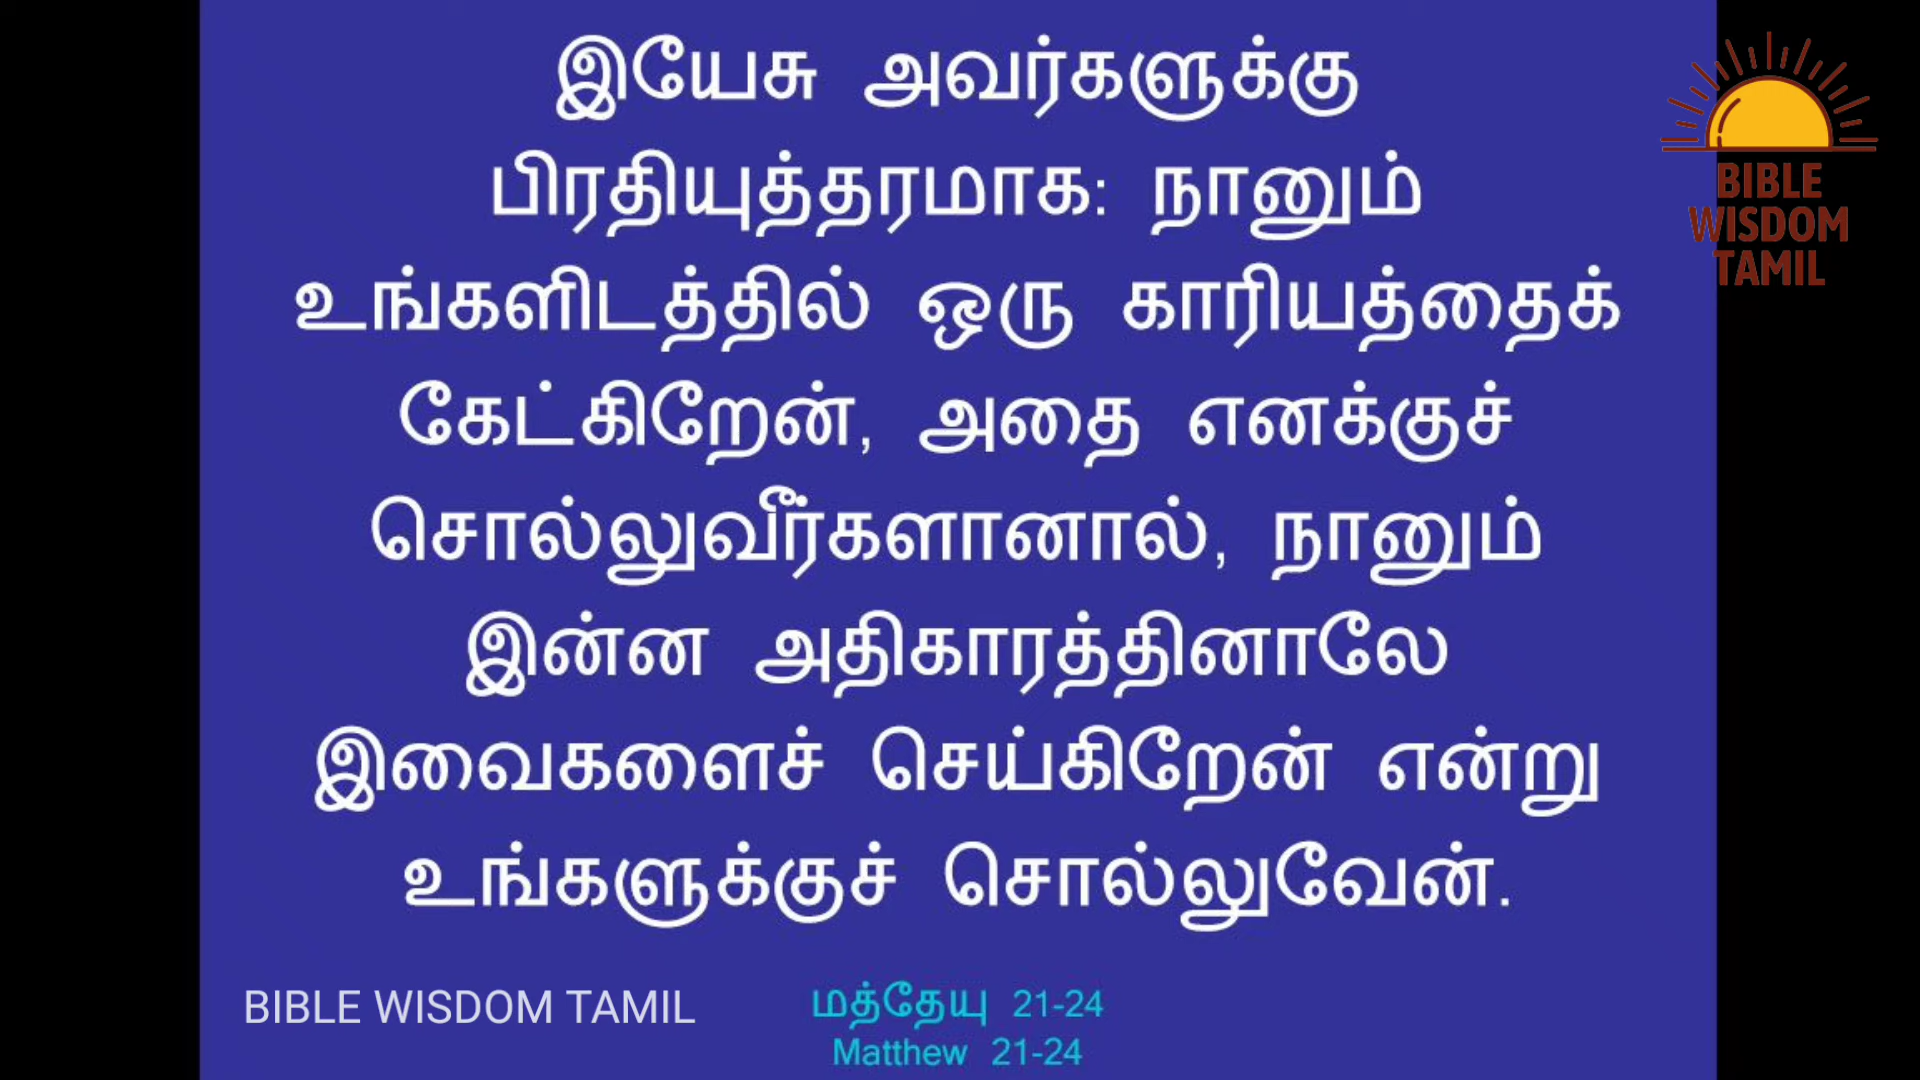 இயேசு அவர்களுக்கு
பிரதியுத்தரமாக: நானும்
உங்களிடத்தில் ஒரு காரியத்தைக்
கேட்கிறேன், அதை எனக்குச்
சொல்லுவீர்களானால், நானும்
இன்ன அதிகாரத்தினாலே
இவைகளைச் செய்கிறேன் என்று
உங்களுக்குச் சொல்லுவேன்.
BIBLE WISDOM TAMIL
மத்தேயு 21-24
Matthew 21-24
BIBLE
WISDOM
TAMIL